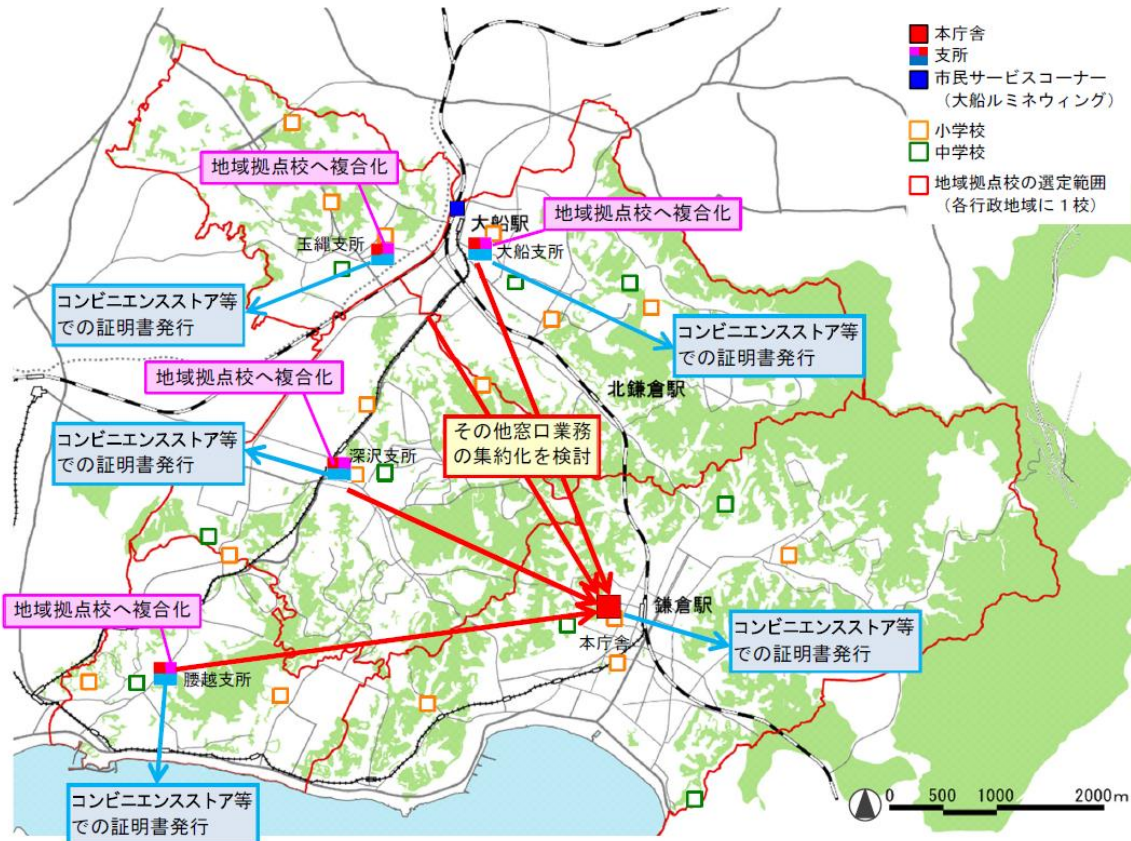 本庁舎
支所
市民サービスコーナー
（大船ルミネウィング）
小学校
中学校
地域拠点校の選定範囲
（各行政地域に１校）
地域拠点校へ複合化
地域拠点校へ複合化
大船駅
玉縄支所
大船支所
コンビニエンスストア等
での証明書発行
コンビニエンスストア等
での証明書発行
地域拠点校へ複合化
北鎌倉駅
その他窓口業務
の集約化を検討
コンビニエンスストア等
での証明書発行
深沢支所
地域拠点校へ複合化
鎌倉駅
本庁舎
コンビニエンスストア等
での証明書発行
腰越支所
コンビニエンスストア等
での証明書発行
0 500 1000 2000m